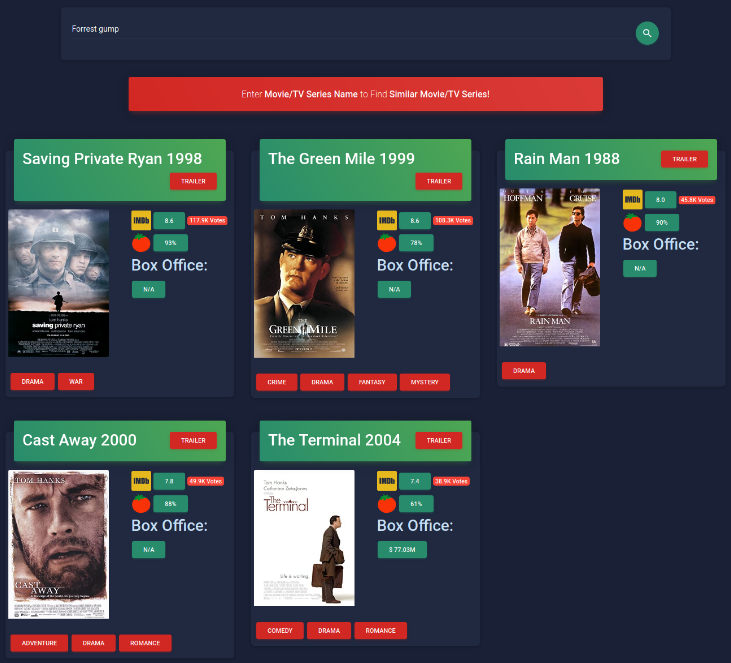 Forrest gump
Enter Movie/TV Series Name to Find Similar Movie/TV Series!
Saving Private Ryan 1998
TRAILER
IMDb 8.6 117.9K Votes
93%
Box Office:
N/A
saving private ryan
DRAMA WAR
The Green Mile 1999
TRAILER
TOM HANKS
IMDb 8.6 108.3K Votes
78%
Box Office:
N/A
THE
GREEN MILE
CRIME DRAMA FANTASY MYSTERY
Rain Man 1988
TRAILER
HOFFMAN CRUISE
IMDb 8.0 45.8K Votes
90%
Box Office:
N/A
RAIN MAN
DRAMA
Cast Away 2000
TRAILER
TOM HANKS
IMDb 7.8 49.9K Votes
88%
Box Office:
N/A
CAST
AWAY
ADVENTURE DRAMA ROMANCE
The Terminal 2004
TRAILER
Tom Hanks
Catherine Zeta-Jones
The
Terminal
IMDb 7.4 38.9K Votes
61%
Box Office:
$ 77.03M
Life is waiting.
COMEDY DRAMA ROMANCE